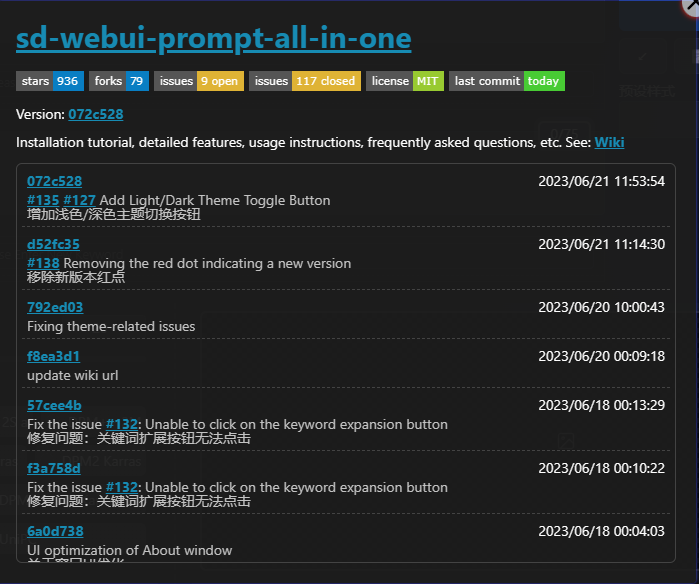 sd-webui-prompt-all-in-one
stars 936 forks 79 issues 9 open issues 117 closed license MIT last commit today
Version: 072c528
Installation tutorial, detailed features, usage instructions, frequently asked questions, etc. See: Wiki
072c528 2023/06/21 11:53:54
#135 #127 Add Light/Dark Theme Toggle Button
增加浅色/深色主题切换按钮
d52fc35 2023/06/21 11:14:30
#138 Removing the red dot indicating a new version
移除新版本红点
792ed03 2023/06/20 10:00:43
Fixing theme-related issues
f8ea3d1 2023/06/20 00:09:18
update wiki url
57cee4b 2023/06/18 00:13:29
Fix the issue #132: Unable to click on the keyword expansion button
修复问题：关键词扩展按钮无法点击
f3a758d 2023/06/18 00:10:22
Fix the issue #132: Unable to click on the keyword expansion button
修复问题：关键词扩展按钮无法点击
6a0d738 2023/06/18 00:04:03
UI optimization of About window